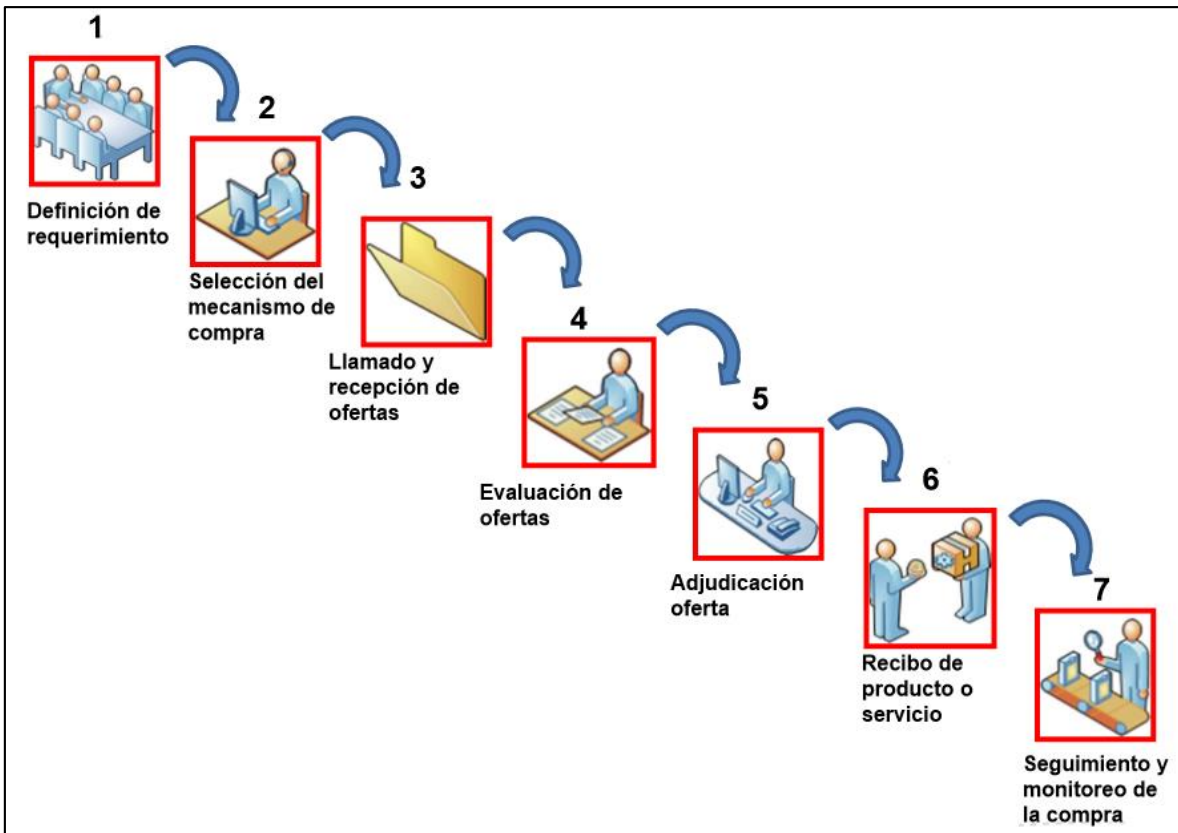 1
Definición de
requerimiento
2
Selección del
mecanismo de
compra
3
Llamado y
recepción de
ofertas
4
Evaluación de
ofertas
5
Adjudicación
oferta
6
Recibo de
producto o
servicio
7
Seguimiento y
monitoreo de
la compra